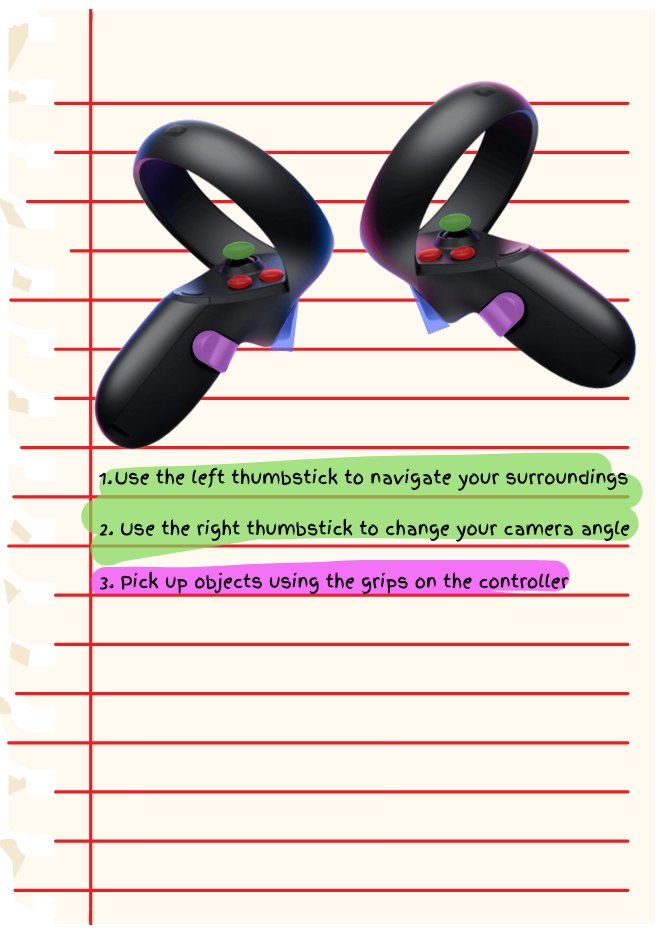 1.Use the left thumbstick to navigate your surroundings
2. Use the right thumbstick to change your camera angle
3. Pick up objects using the grips on the controller